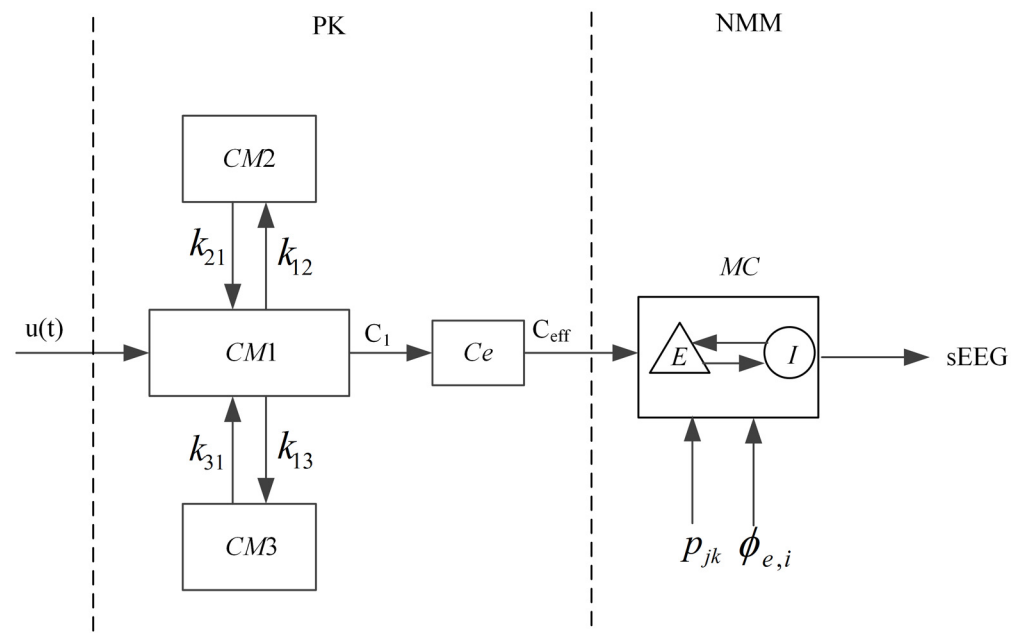 PK
NMM
CM2
k21 k12
MC
u(t)
CM1
C1
Ce
Ceff
E
I
sEEG
k31 k13
CM3
pjk ϕe,i